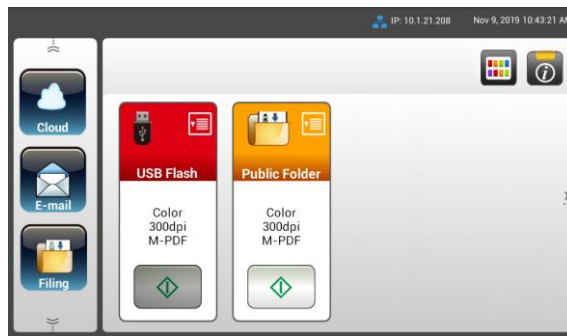 IP: 10.1.21.208 Nov 9, 2019 10:43:21 AM
Cloud
E-mail
Filing
USB Flash
Color
300dpi
M-PDF
Public Folder
Color
300dpi
M-PDF